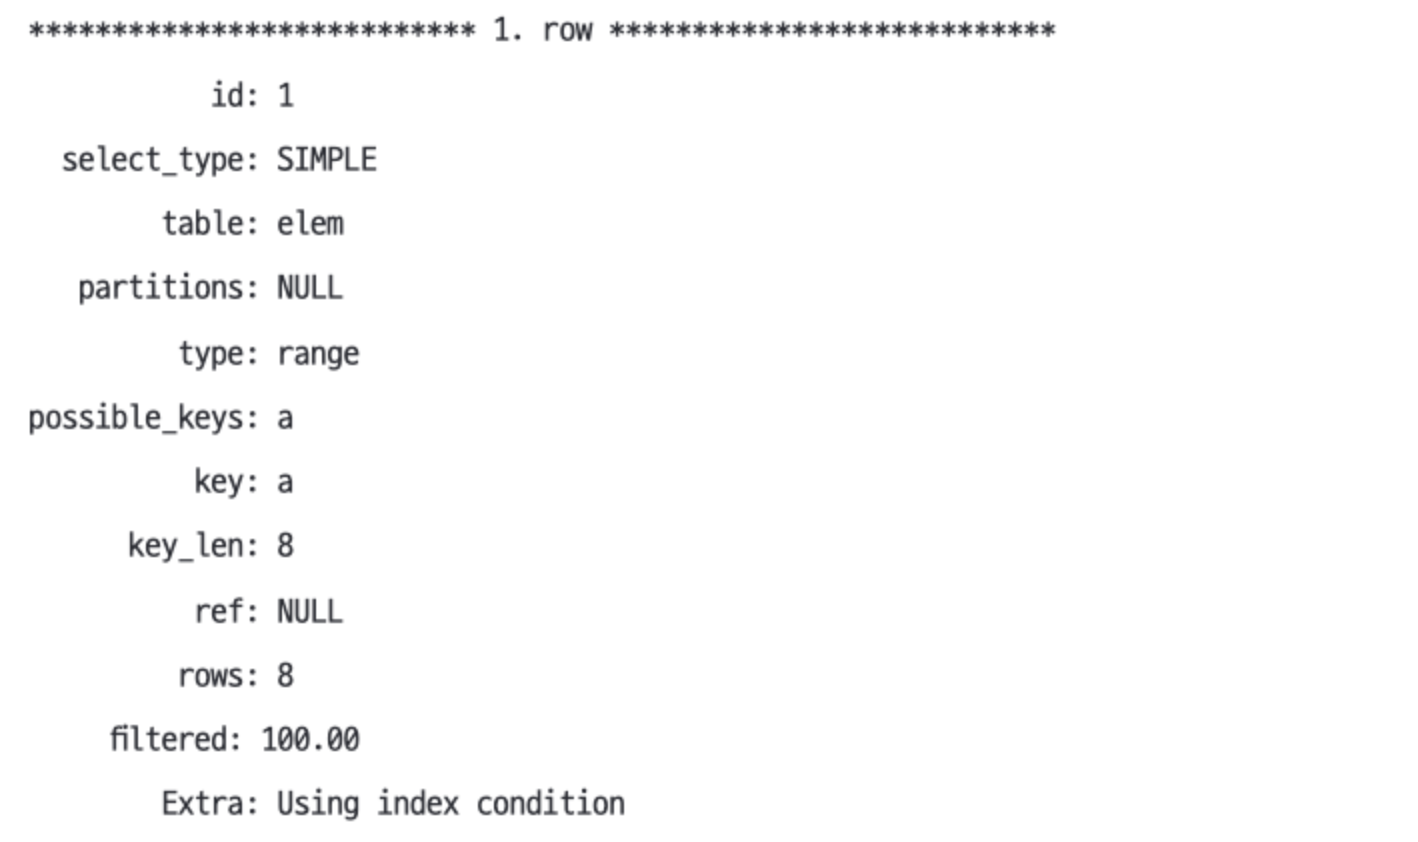 *************************** 1. row ***************************
id: 1
select_type: SIMPLE
table: elem
partitions: NULL
type: range
possible_keys: a
key: a
key_len: 8
ref: NULL
rows: 8
filtered: 100.00
Extra: Using index condition